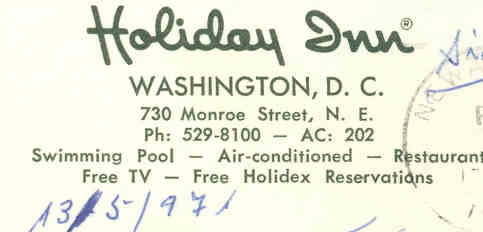 Holiday Inn®
WASHINGTON, D. C.
730 Monroe Street, N. E.
Ph: 529-8100 — AC: 202
Swimming Pool — Air-conditioned — Restaurant
Free TV — Free Holidex Reservations
13/5/971